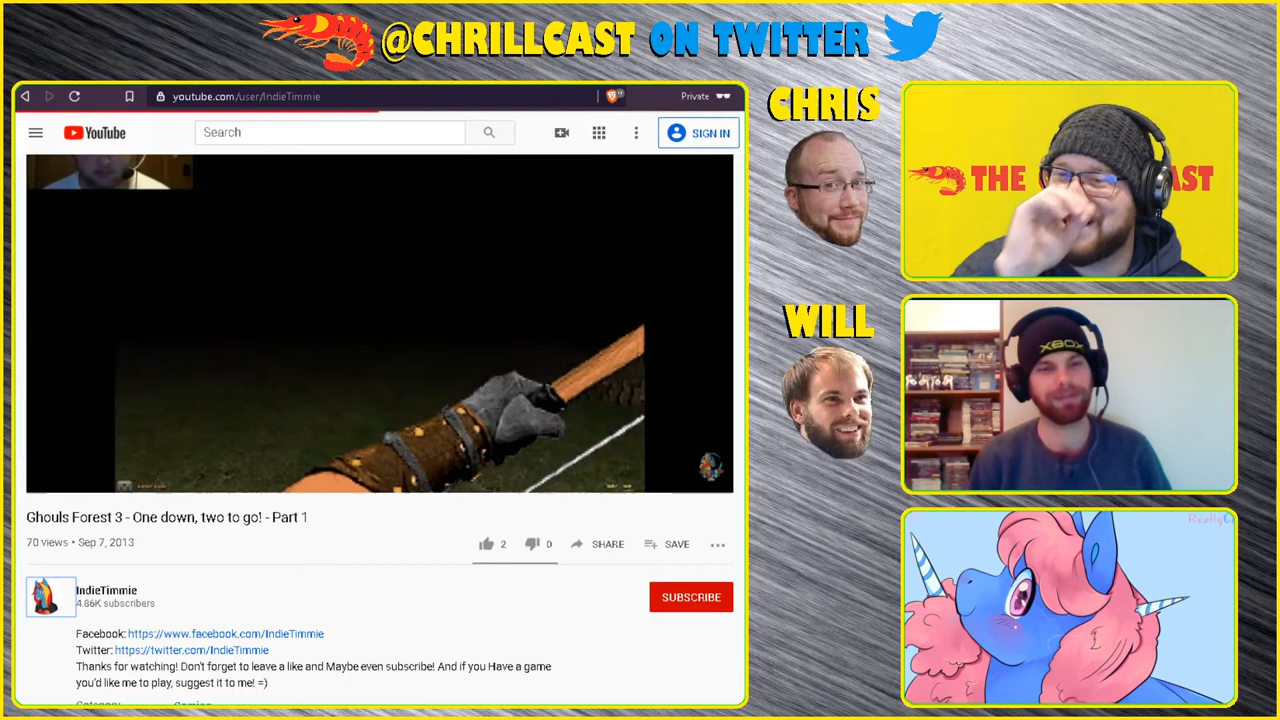 @CHRILLCAST ON TWITTER
youtube.com/user/IndieTimmie
Private
YouTube
Search
SIGN IN
Ghouls Forest 3 - One down, two to go! - Part 1
70 views • Sep 7, 2013
2
0
SHARE
SAVE
IndieTimmie
4.86K subscribers
SUBSCRIBE
Facebook: https://www.facebook.com/IndieTimmie
Twitter: https://twitter.com/IndieTimmie
Thanks for watching! Don't forget to leave a like and Maybe even subscribe! And if you Have a game
you'd like me to play, suggest it to me! =)
CHRIS
THE
AST
WILL
XBOX